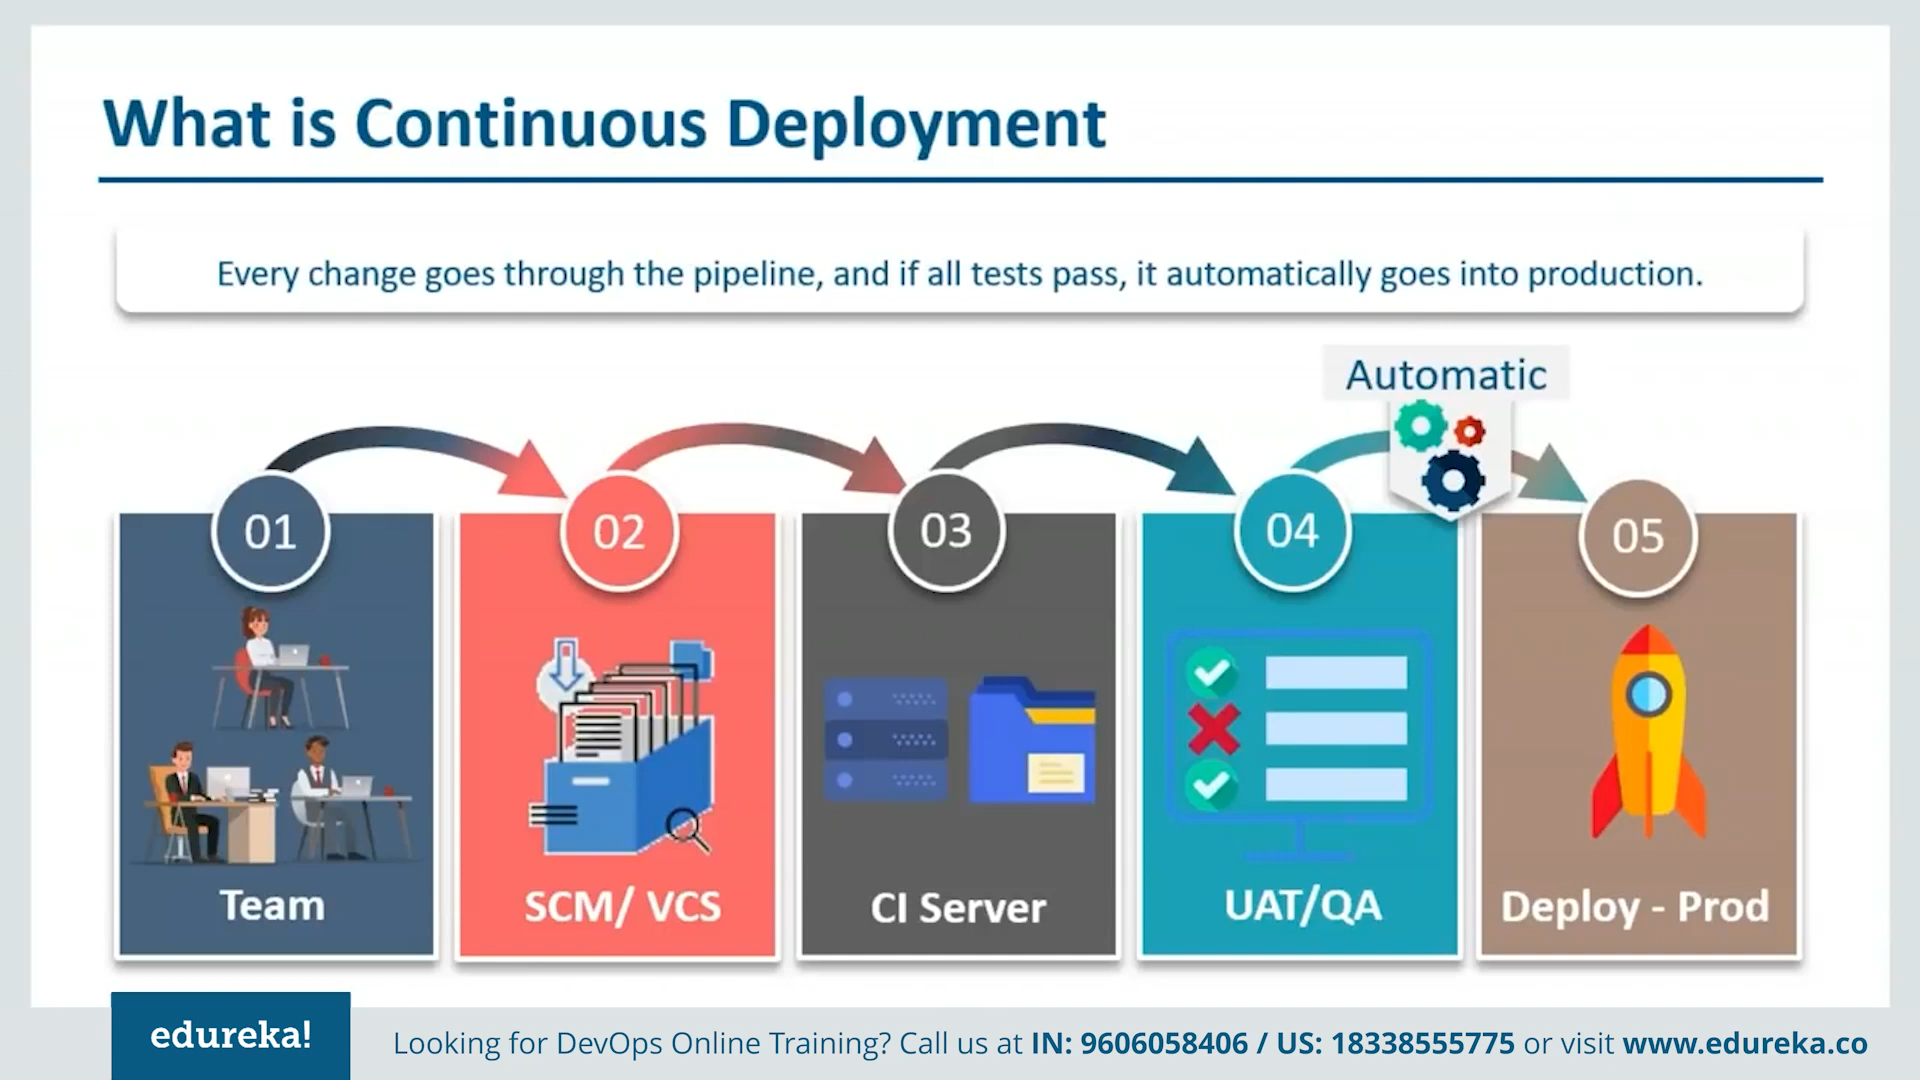 What is Continuous Deployment
Every change goes through the pipeline, and if all tests pass, it automatically goes into production.
Automatic
01
02
03
04
05
Team
SCM/ VCS
CI Server
UAT/QA
Deploy - Prod
edureka!
Looking for DevOps Online Training? Call us at IN: 9606058406 / US: 18338555775 or visit www.edureka.co